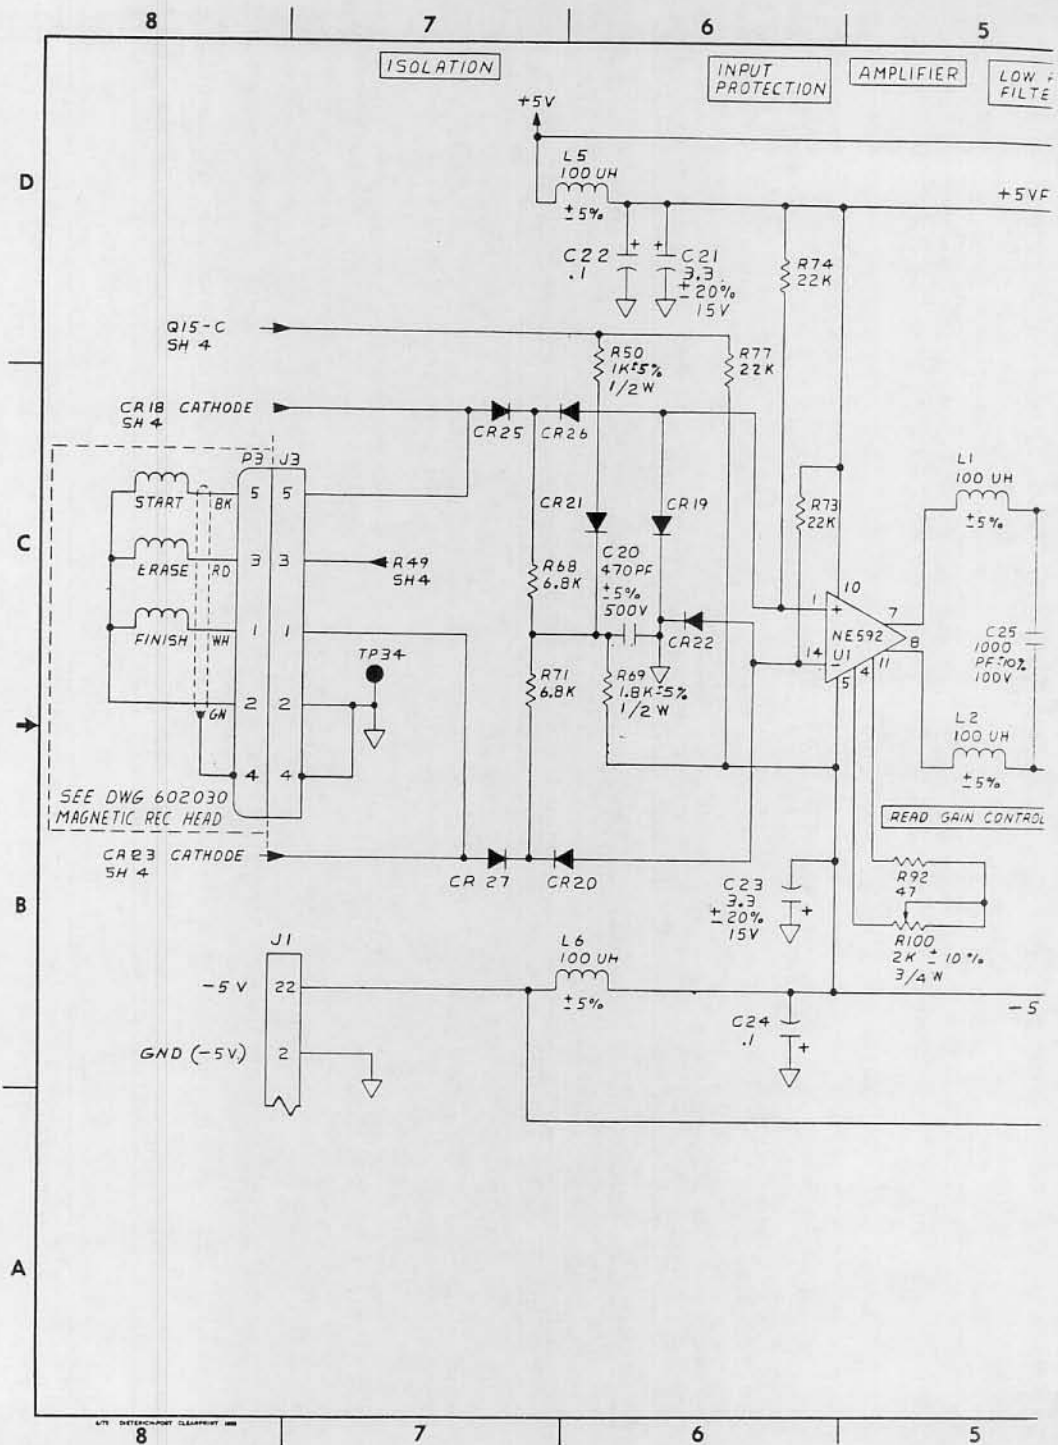 8 7 6 5
ISOLATION
INPUT
PROTECTION
AMPLIFIER
LOW
FILTE
+5V
D
L5
100 UH
±5%
+5VF
C22
.1
+
+
C21
3.3
±20%
15V
R74
22K
Q15-C
SH 4
R50
1K±5%
1/2 W
R77
22K
CR18 CATHODE
SH 4
CR25
CR26
P3 J3
START
BK
5 5
CR21
CR19
R73
22K
L1
100 UH
±5%
C
ERASE
RD
3 3
R49
SH4
R68
6.8K
C20
470PF
±5%
500V
FINISH
WH
1 1
CR22
1
+
10
7
NE592
U1
8
14
-
5
4
11
C25
1000
PF±10%
100V
TP34
R71
6.8K
R69
1.8K±5%
1/2 W
2 2
GN
4 4
L2
100 UH
±5%
SEE DWG 602030
MAGNETIC REC HEAD
READ GAIN CONTROL
CR23 CATHODE
SH 4
CR 27
CR20
R92
47
B
C23
3.3
±20%
15V
+
R100
2K ±10%
3/4 W
J1
L6
100 UH
±5%
-5 V
22
-5
C24
.1
+
GND (-5V)
2
A
DIETERICH-POST CLEARPRINT
8 7 6 5